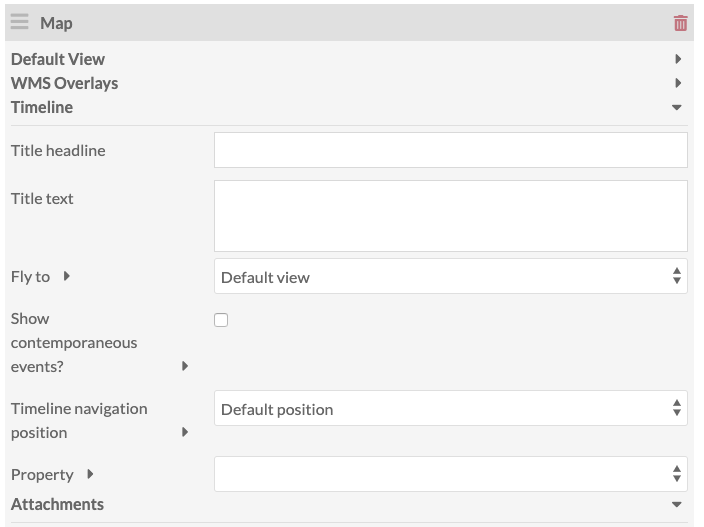 Map
Default View
WMS Overlays
Timeline
Title headline
Title text
Fly to
Default view
Show
contemporaneous
events?
Timeline navigation
position
Default position
Property
Attachments